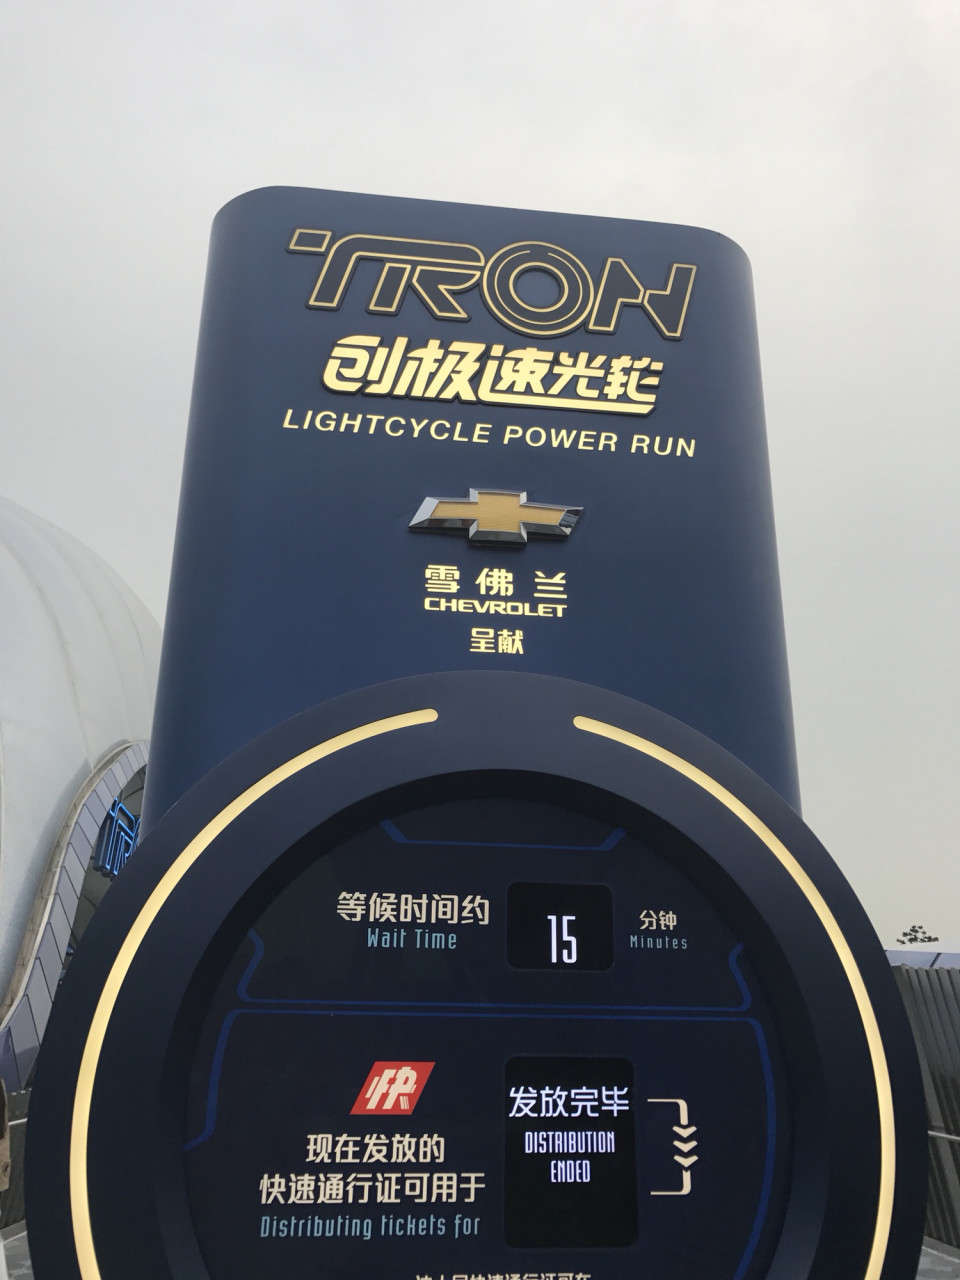 TRON
创极速光轮
LIGHTCYCLE POWER RUN
雪佛兰
CHEVROLET
呈献
等候时间约
Wait Time
15
分钟
Minutes
FP
现在发放的
快速通行证可用于
Distributing tickets for
发放完毕
DISTRIBUTION
ENDED